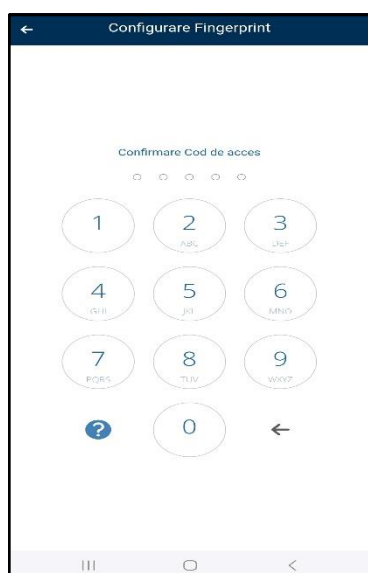 Configurare Fingerprint
Confirmare Cod de acces
1 2 3
ABC DEF
4 5 6
GHI JKL MNO
7 8 9
PQRS TUV WXYZ
? 0